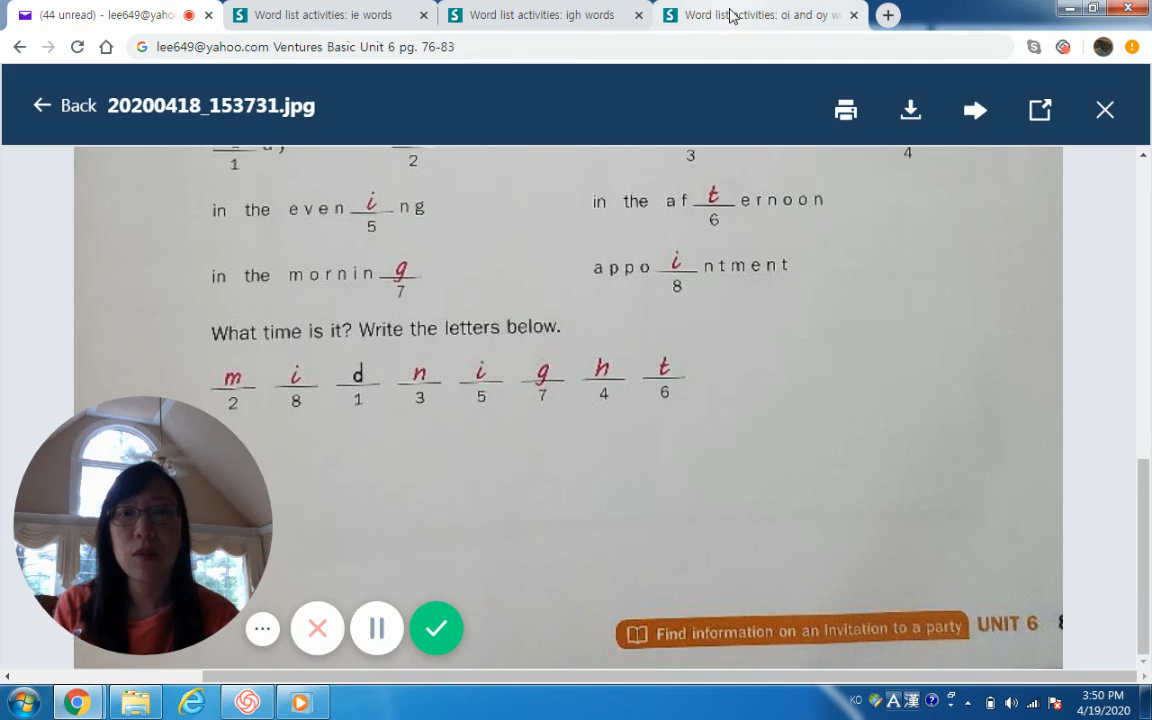 (44 unread) - lee649@yaho
Word list activities: ie words
Word list activities: igh words
Word list activities: oi and oy w
lee649@yahoo.com Ventures Basic Unit 6 pg. 76-83
Back 20200418_153731.jpg
1 2 3 4
in the even i ng in the af t ernoon
5 6
in the mornin g appo i ntment
7 8
What time is it? Write the letters below.
m i d n i g h t
2 8 1 3 5 7 4 6
Find information on an invitation to a party UNIT 6
KO A 漢
3:50 PM
4/19/2020